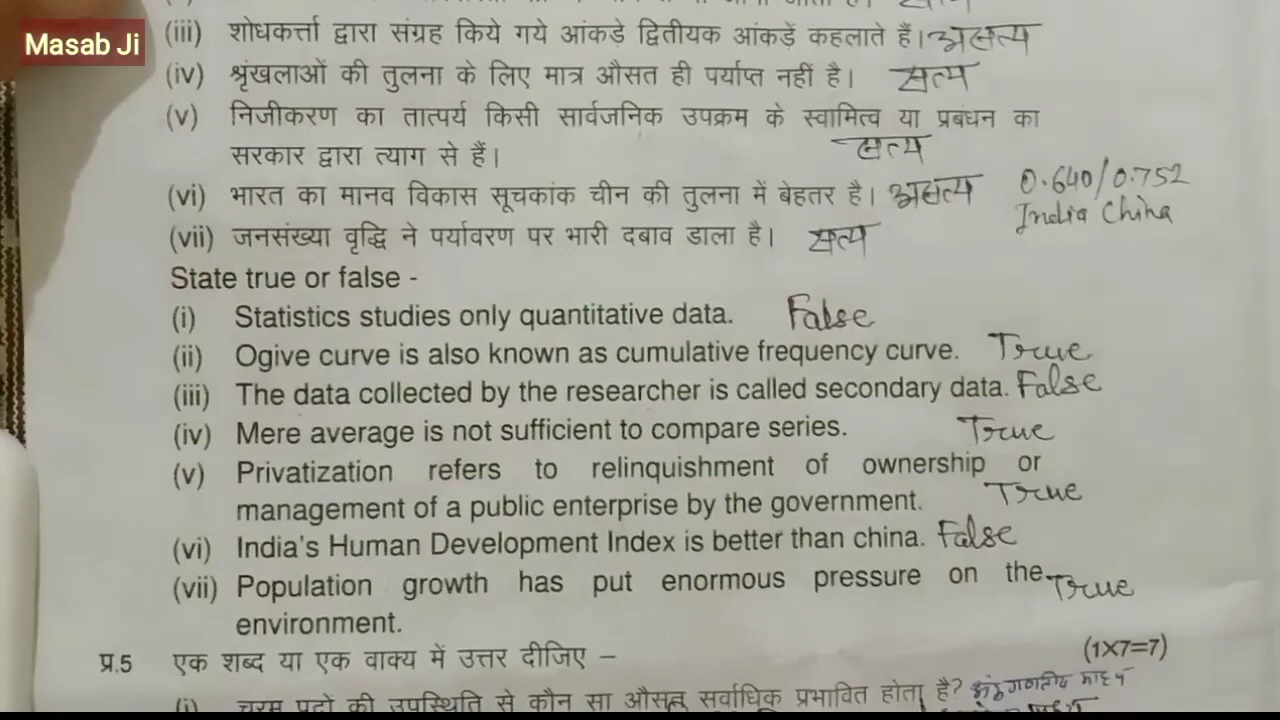 Masab Ji
(iii) शोधकर्त्ता द्वारा संग्रह किये गये आंकड़े द्वितीयक आंकड़ें कहलाते हैं। असत्य
(iv) श्रृंखलाओं की तुलना के लिए मात्र औसत ही पर्याप्त नहीं है। सत्य
(v) निजीकरण का तात्पर्य किसी सार्वजनिक उपक्रम के स्वामित्व या प्रबंधन का
सरकार द्वारा त्याग से हैं। सत्य
(vi) भारत का मानव विकास सूचकांक चीन की तुलना में बेहतर है। असत्य 0.640/0.752
India China
(vii) जनसंख्या वृद्धि ने पर्यावरण पर भारी दबाव डाला है। सत्य
State true or false -
(i) Statistics studies only quantitative data. False
(ii) Ogive curve is also known as cumulative frequency curve. True
(iii) The data collected by the researcher is called secondary data. False
(iv) Mere average is not sufficient to compare series. True
(v) Privatization refers to relinquishment of ownership or
management of a public enterprise by the government. True
(vi) India's Human Development Index is better than china. False
(vii) Population growth has put enormous pressure on the True
environment.
प्र.5 एक शब्द या एक वाक्य में उत्तर दीजिए – (1X7=7)
(i) चरम पदों की उपस्थिति से कौन सा औसत सर्वाधिक प्रभावित होता है?